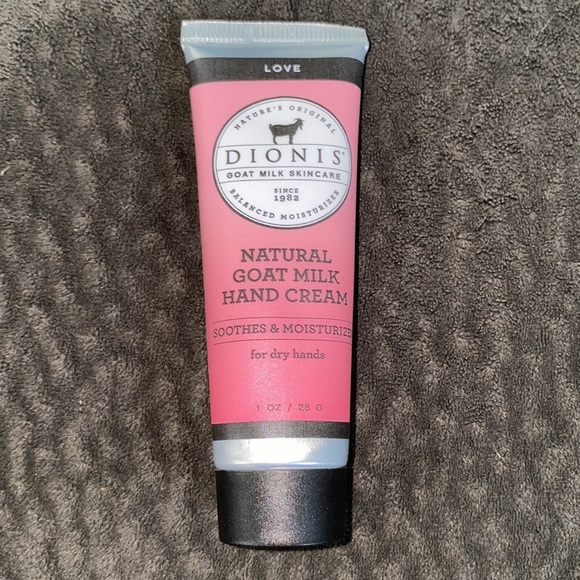 LOVE
NATURE'S ORIGINAL
DIONIS
GOAT MILK SKINCARE
SINCE
1982
BALANCED MOISTURIZER
NATURAL
GOAT MILK
HAND CREAM
SOOTHES & MOISTURIZE
for dry hands
1 OZ / 28 G